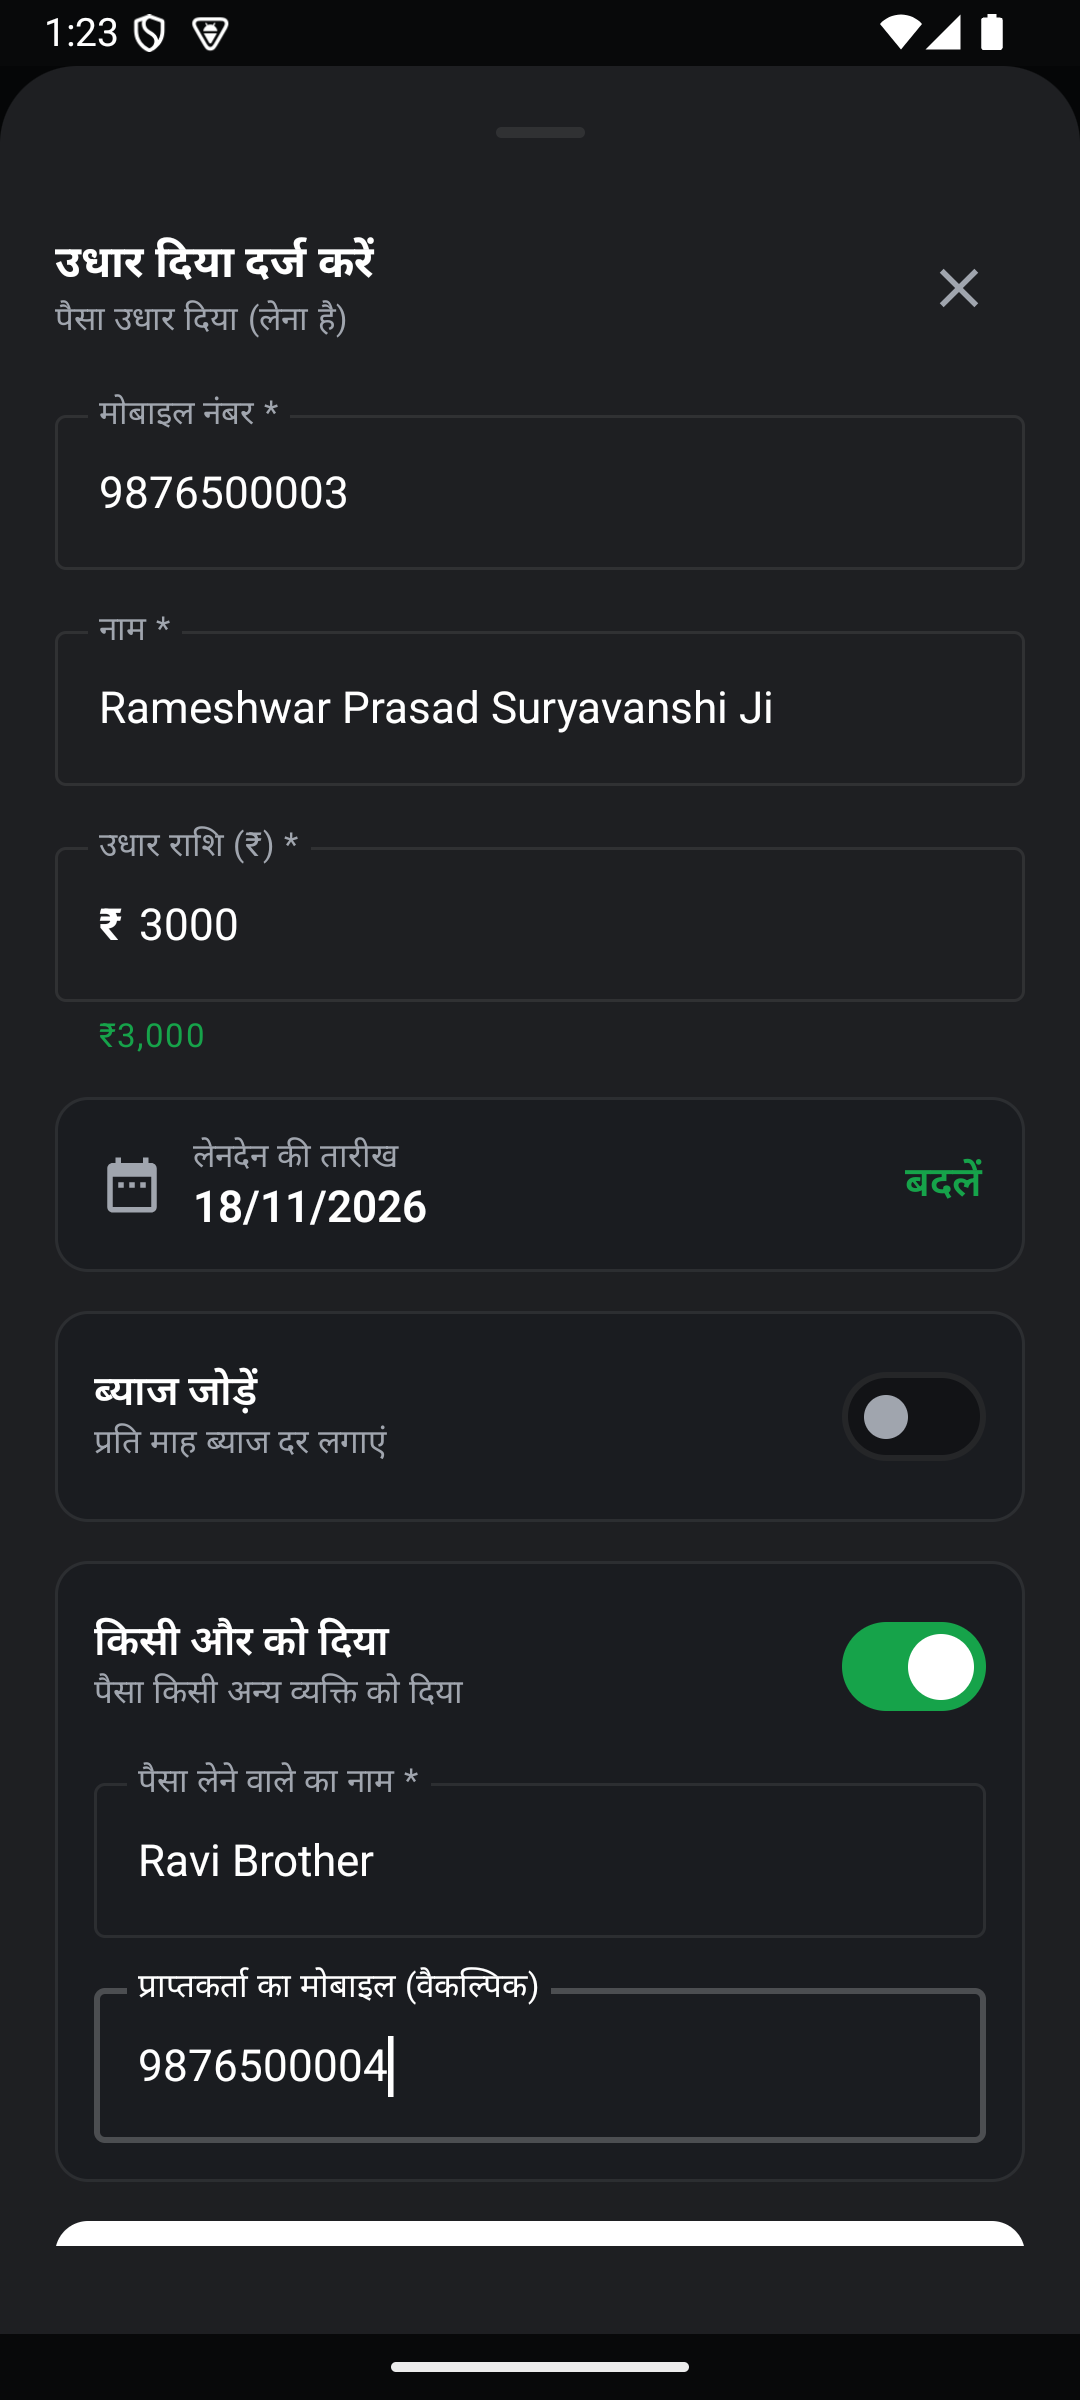 1:23
उधार दिया दर्ज करें
पैसा उधार दिया (लेना है)
मोबाइल नंबर *
9876500003
नाम *
Rameshwar Prasad Suryavanshi Ji
उधार राशि (₹) *
₹ 3000
₹3,000
लेनदेन की तारीख
18/11/2026
बदलें
ब्याज जोड़ें
प्रति माह ब्याज दर लगाएं
किसी और को दिया
पैसा किसी अन्य व्यक्ति को दिया
पैसा लेने वाले का नाम *
Ravi Brother
प्राप्तकर्ता का मोबाइल (वैकल्पिक)
9876500004